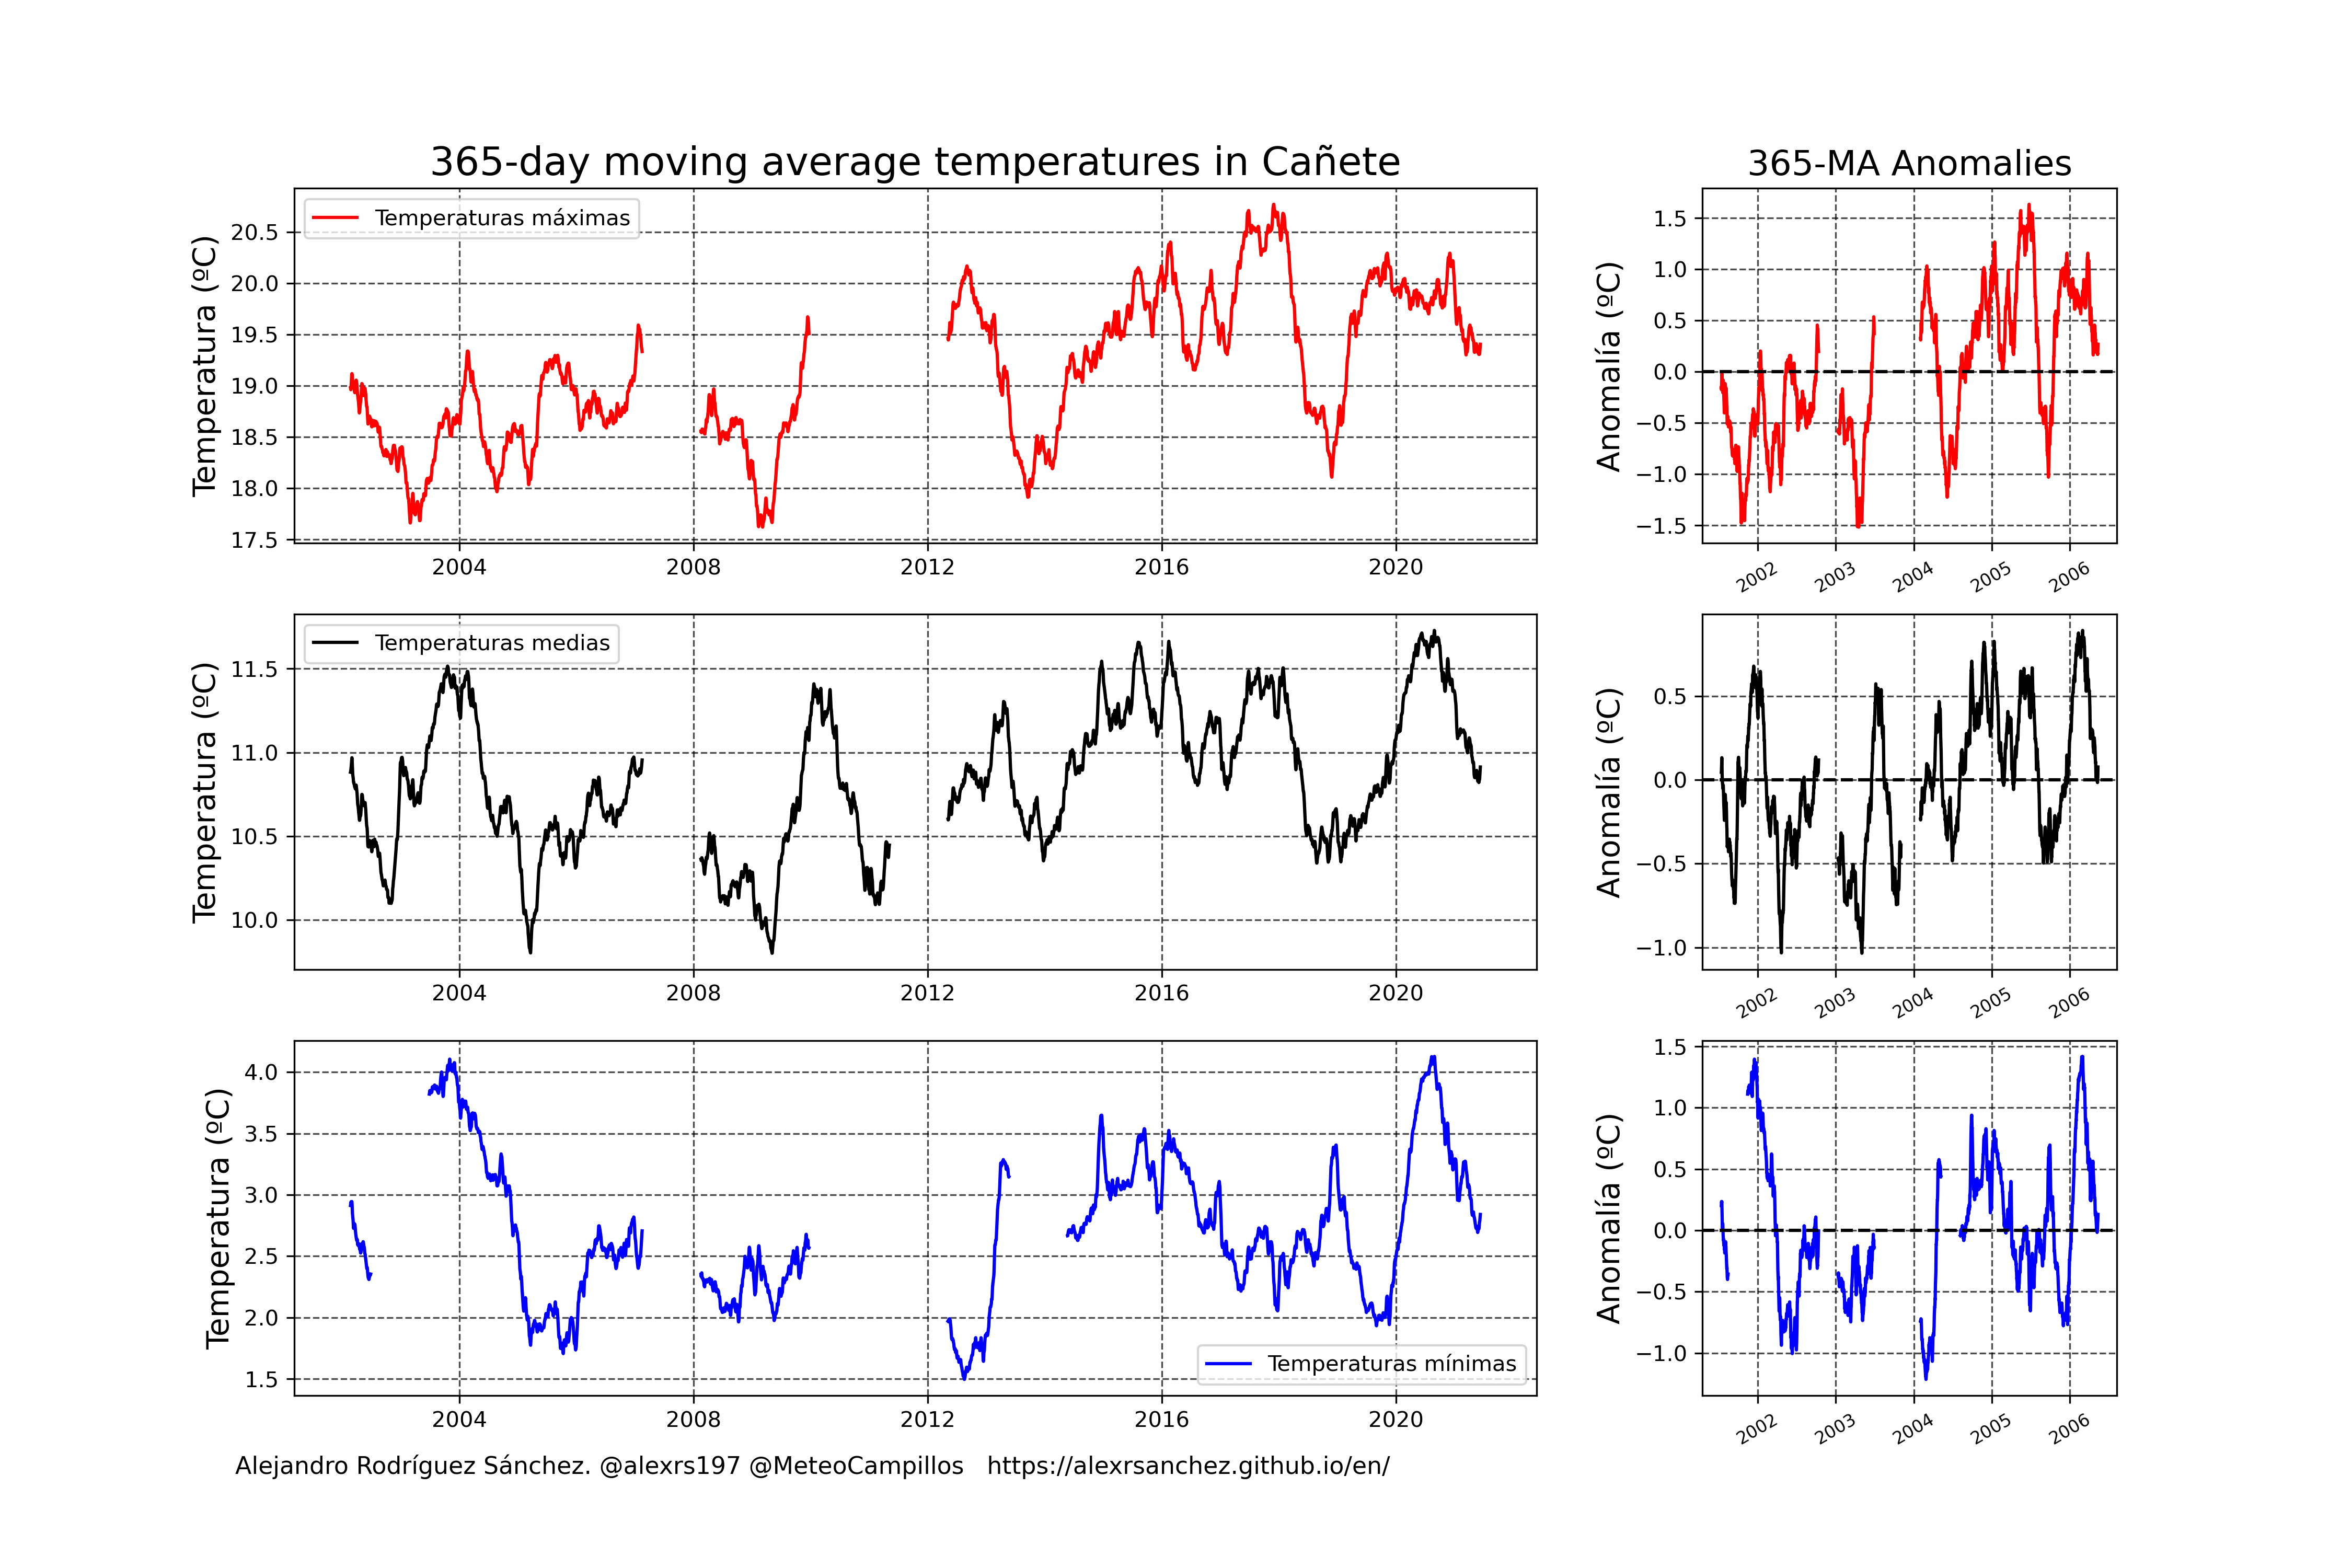 365-day moving average temperatures in Cañete
365-MA Anomalies
Temperatura (ºC)
20.5
20.0
19.5
19.0
18.5
18.0
17.5
Temperaturas máximas
2004 2008 2012 2016 2020
Anomalía (ºC)
1.5
1.0
0.5
0.0
−0.5
−1.0
−1.5
2002 2003 2004 2005 2006
Temperatura (ºC)
11.5
11.0
10.5
10.0
Temperaturas medias
2004 2008 2012 2016 2020
Anomalía (ºC)
0.5
0.0
−0.5
−1.0
2002 2003 2004 2005 2006
Temperatura (ºC)
4.0
3.5
3.0
2.5
2.0
1.5
Temperaturas mínimas
2004 2008 2012 2016 2020
Anomalía (ºC)
1.5
1.0
0.5
0.0
−0.5
−1.0
2002 2003 2004 2005 2006
Alejandro Rodríguez Sánchez. @alexrs197 @MeteoCampillos https://alexrsanchez.github.io/en/